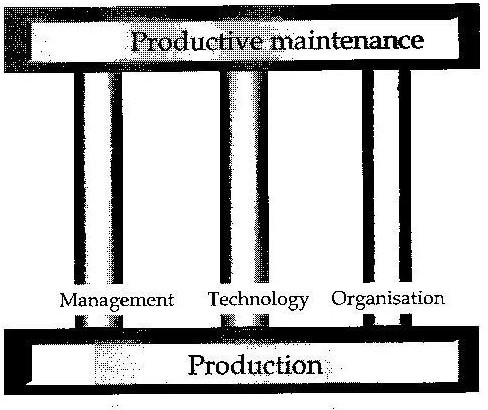 Productive maintenance
Management Technology Organisation
Production